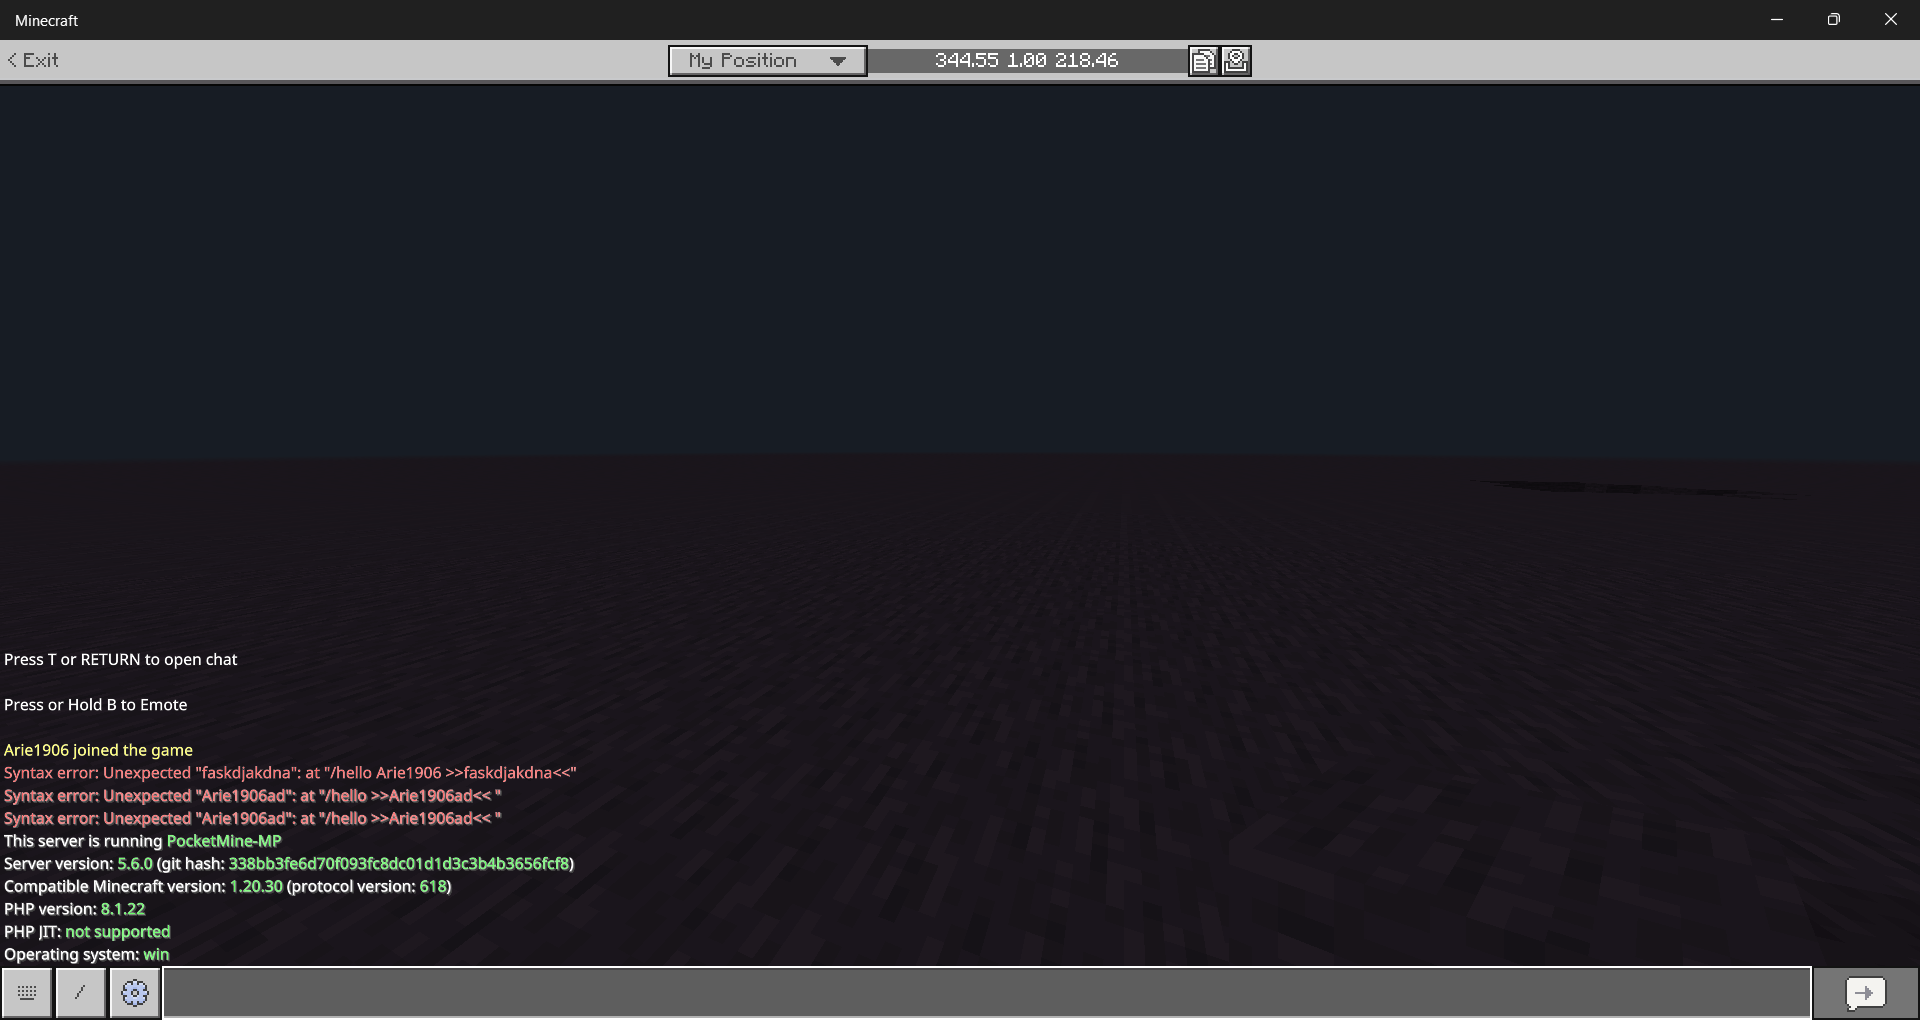 Minecraft
< Exit
My Position
344.55 1.00 218.46
Press T or RETURN to open chat
Press or Hold B to Emote
Arie1906 joined the game
Syntax error: Unexpected "faskdjakdna": at "/hello Arie1906 >>faskdjakdna<<"
Syntax error: Unexpected "Arie1906ad": at "/hello >>Arie1906ad<< "
Syntax error: Unexpected "Arie1906ad": at "/hello >>Arie1906ad<< "
This server is running PocketMine-MP
Server version: 5.6.0 (git hash: 338bb3fe6d70f093fc8dc01d1d3c3b4b3656fcf8)
Compatible Minecraft version: 1.20.30 (protocol version: 618)
PHP version: 8.1.22
PHP JIT: not supported
Operating system: win
/